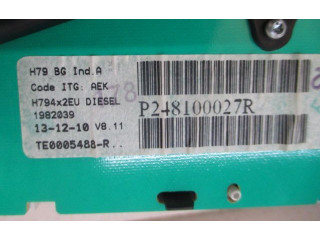 H79 BG Ind.A
Code ITG: AEK
H794x2EU DIESEL
1982039
13-12-10 V8.11
TE0005488-R..
P248100027R